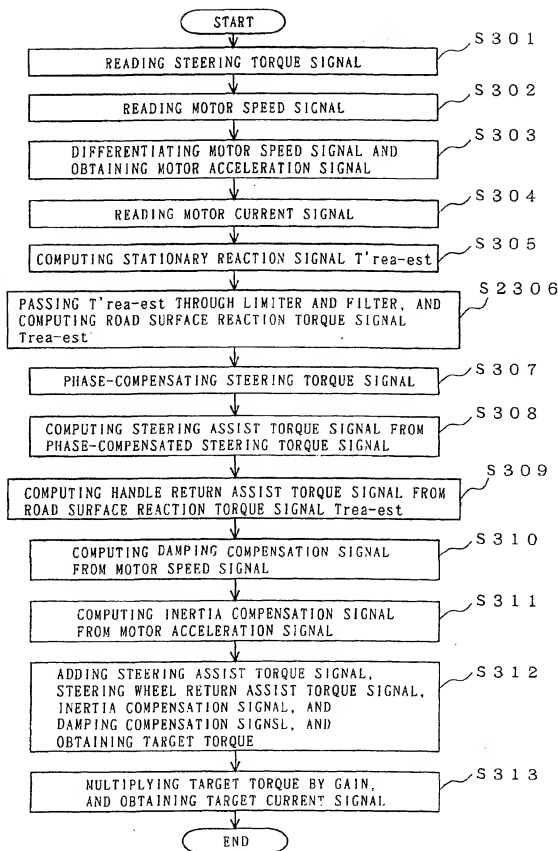 START
S301
READING STEERING TORQUE SIGNAL
S302
READING MOTOR SPEED SIGNAL
S303
DIFFERENTIATING MOTOR SPEED SIGNAL AND
OBTAINING MOTOR ACCELERATION SIGNAL
S304
READING MOTOR CURRENT SIGNAL
S305
COMPUTING STATIONARY REACTION SIGNAL T'rea-est
S2306
PASSING T'rea-est THROUGH LIMITER AND FILTER, AND
COMPUTING ROAD SURFACE REACTION TORQUE SIGNAL
Trea-est
S307
PHASE-COMPENSATING STEERING TORQUE SIGNAL
S308
COMPUTING STEERING ASSIST TORQUE SIGNAL FROM
PHASE-COMPENSATED STEERING TORQUE SIGNAL
S309
COMPUTING HANDLE RETURN ASSIST TORQUE SIGNAL FROM
ROAD SURFACE REACTION TORQUE SIGNAL Trea-est
S310
COMPUTING DAMPING COMPENSATION SIGNAL
FROM MOTOR SPEED SIGNAL
S311
COMPUTING INERTIA COMPENSATION SIGNAL
FROM MOTOR ACCELERATION SIGNAL
S312
ADDING STEERING ASSIST TORQUE SIGNAL,
STEERING WHEEL RETURN ASSIST TORQUE SIGNAL,
INERTIA COMPENSATION SIGNAL, AND
DAMPING COMPENSATION SIGNSL, AND
OBTAINING TARGET TORQUE
S313
MULTIPLYING TARGET TORQUE BY GAIN,
AND OBTAINING TARGET CURRENT SIGNAL
END